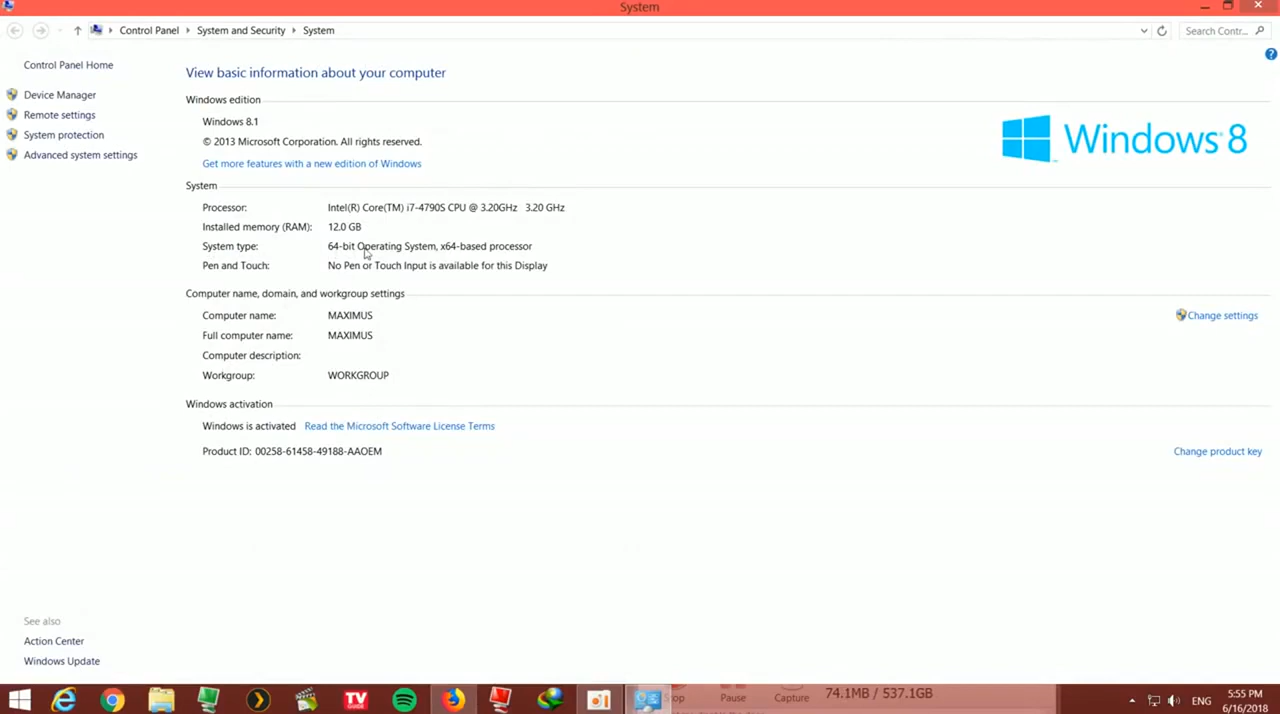 System
Control Panel System and Security System
Search Contr...
Control Panel Home
Device Manager
Remote settings
System protection
Advanced system settings
View basic information about your computer
Windows edition
Windows 8.1
© 2013 Microsoft Corporation. All rights reserved.
Get more features with a new edition of Windows
Windows 8
System
Processor: Intel(R) Core(TM) i7-4790S CPU @ 3.20GHz 3.20 GHz
Installed memory (RAM): 12.0 GB
System type: 64-bit Operating System, x64-based processor
Pen and Touch: No Pen or Touch Input is available for this Display
Computer name, domain, and workgroup settings
Computer name: MAXIMUS
Change settings
Full computer name: MAXIMUS
Computer description:
Workgroup: WORKGROUP
Windows activation
Windows is activated Read the Microsoft Software License Terms
Product ID: 00258-61458-49188-AAOEM
Change product key
See also
Action Center
Windows Update
TV
Pause
Capture
74.1MB / 537.1GB
ENG
5:55 PM
6/16/2018